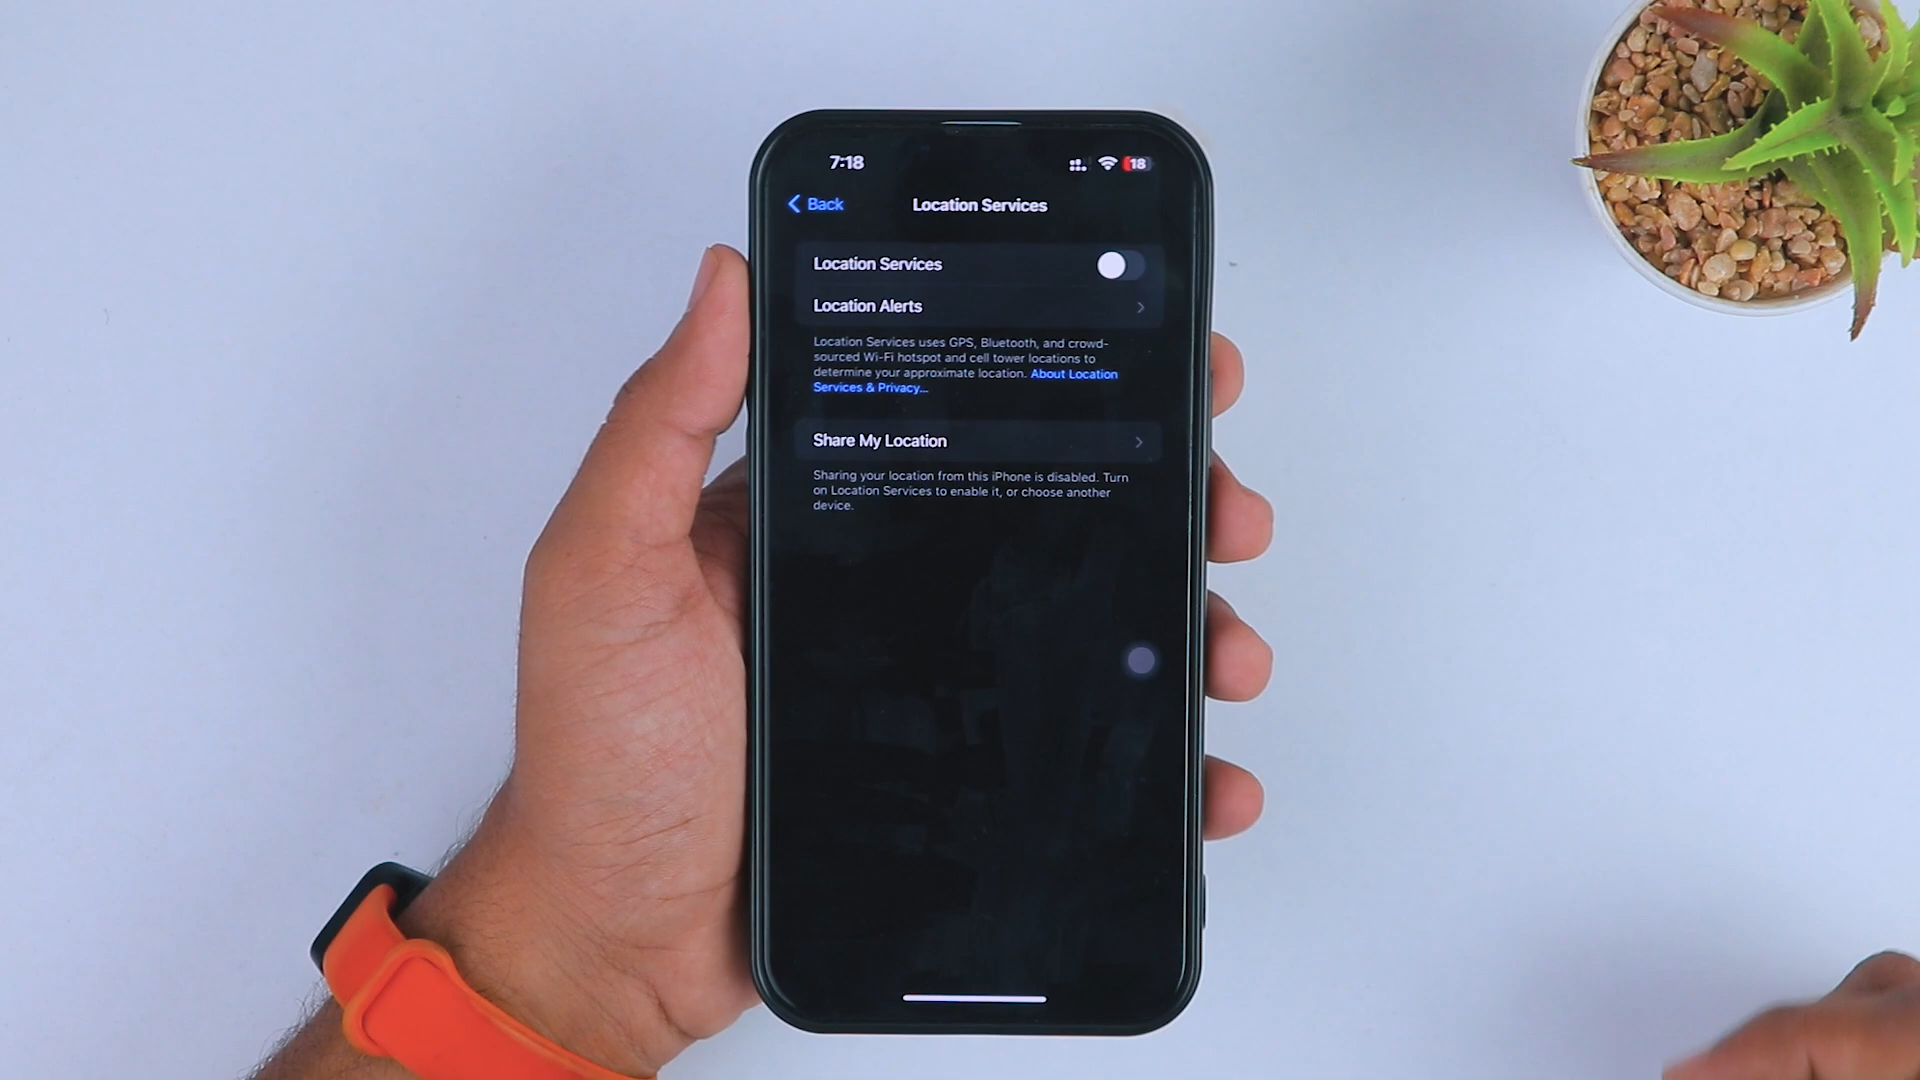 7:18
18
Back
Location Services
Location Services
Location Alerts
Location Services uses GPS, Bluetooth, and crowd-
sourced Wi-Fi hotspot and cell tower locations to
determine your approximate location. About Location
Services & Privacy...
Share My Location
Sharing your location from this iPhone is disabled. Turn
on Location Services to enable it, or choose another
device.